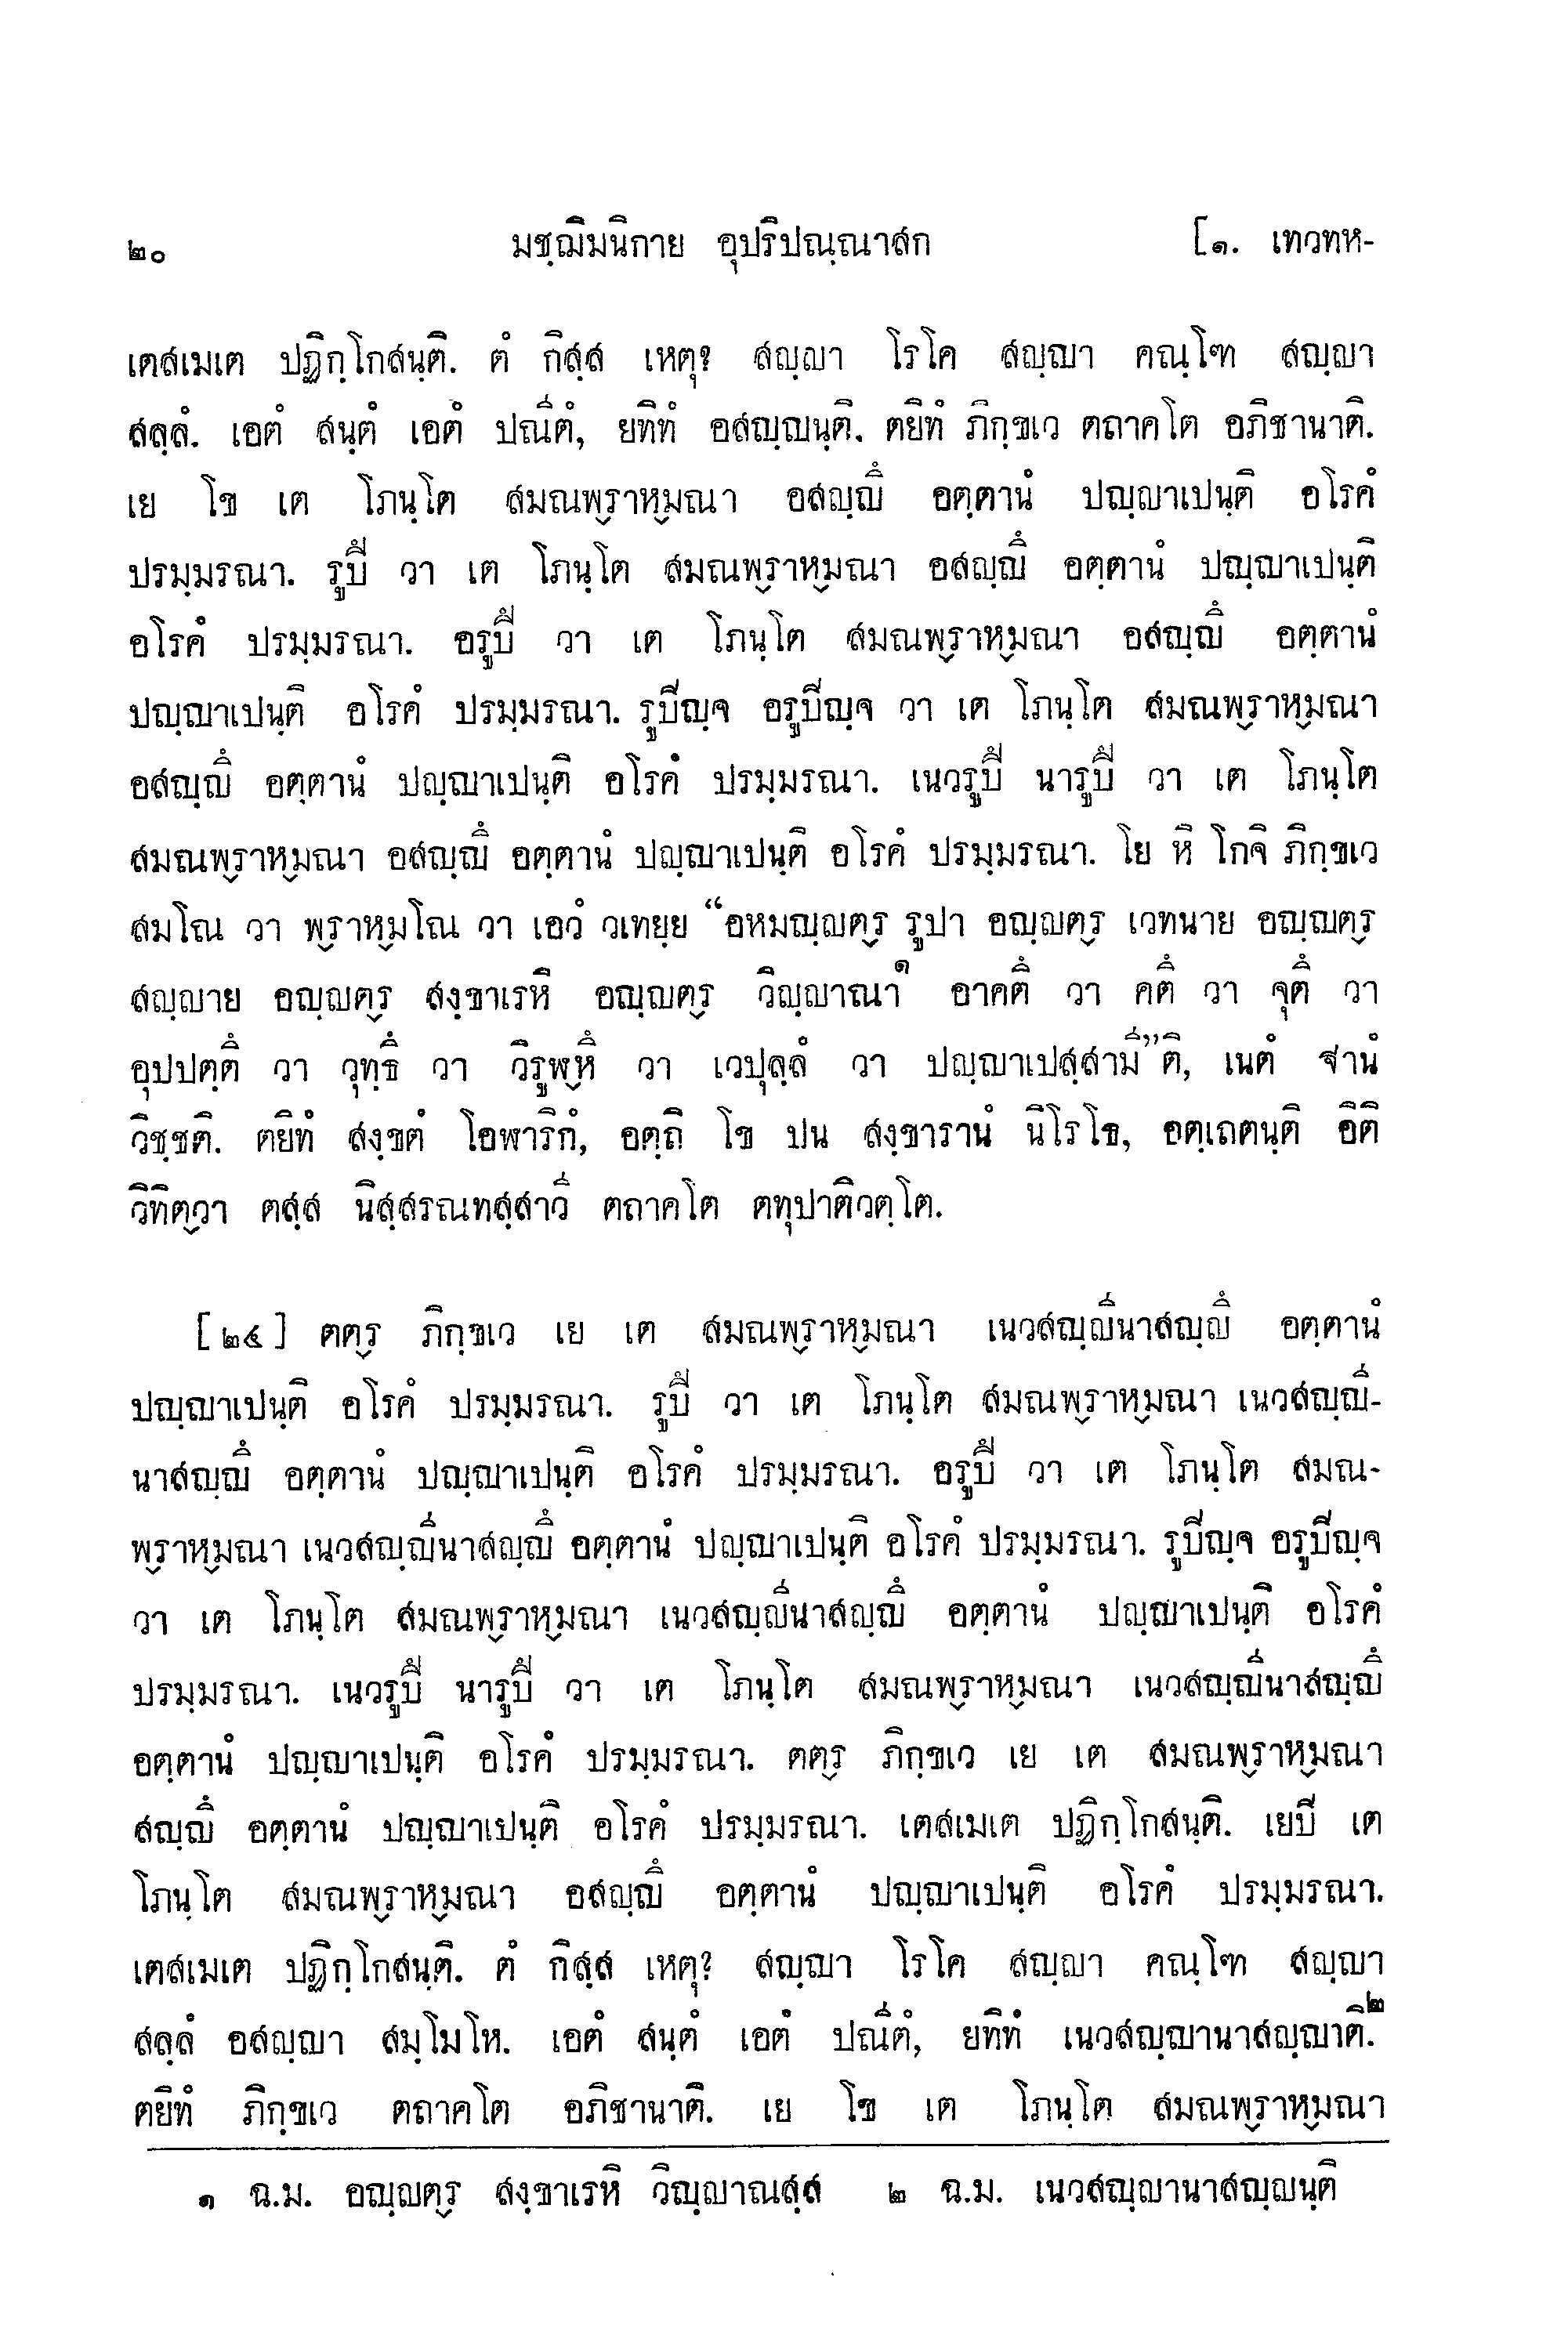 ๒๐ มชฺฌิมนิกาย อุปริปณฺณาสก [๑. เทวทห-
เตสเมเต ปฏิกฺโกสนฺติ. ตํ กิสฺส เหตุ? สญฺญา โรโค สญฺญา คณฺโฑ สญฺญา
สลฺลํ. เอตํ สนฺตํ เอตํ ปณีตํ, ยทิทํ อสญฺญนฺติ. ตยิทํ ภิกฺขเว ตถาคโต อภิชานาติ.
เย โข เต โภนฺโต สมณพ๎ราห๎มณา อสญฺญึ อตฺตานํ ปญฺญาเปนฺติ อโรคํ
ปรมฺมรณา. รูปึ วา เต โภนฺโต สมณพ๎ราห๎มณา อสญฺญึ อตฺตานํ ปญฺญาเปนฺติ
อโรคํ ปรมฺมรณา. อรูปึ วา เต โภนฺโต สมณพ๎ราห๎มณา อสญฺญึ อตฺตานํ
ปญฺญาเปนฺติ อโรคํ ปรมฺมรณา. รูปิญฺจ อรูปิญฺจ วา เต โภนฺโต สมณพ๎ราห๎มณา
อสญฺญึ อตฺตานํ ปญฺญาเปนฺติ อโรคํ ปรมฺมรณา. เนวรูปึ นารูปึ วา เต โภนฺโต
สมณพ๎ราห๎มณา อสญฺญึ อตฺตานํ ปญฺญาเปนฺติ อโรคํ ปรมฺมรณา. โย หิ โกจิ ภิกฺขเว
สมโณ วา พ๎ราห๎มโณ วา เอวํ วเทยฺย “อหมญฺญต๎ร รูปา อญฺญต๎ร เวทนาย อญฺญต๎ร
สญฺญาย อญฺญต๎ร สงฺขาเรหิ อญฺญต๎ร วิญฺญาณา๑ อาคตึ วา คตึ วา จุตึ วา
อุปปตฺตึ วา วุทฺธึ วา วิรูฬ๎หึ วา เวปุลฺลํ วา ปญฺญาเปสฺสามี”ติ, เนตํ ฐานํ
วิชฺชติ. ตยิทํ สงฺขตํ โอฬาริกํ, อตฺถิ โข ปน สงฺขารานํ นิโรโธ, อตฺเถตนฺติ อิติ
วิทิต๎วา ตสฺส นิสฺสรณทสฺสาวี ตถาคโต ตทุปาติวตฺโต.
[๒๔] ตต๎ร ภิกฺขเว เย เต สมณพ๎ราห๎มณา เนวสญฺญีนาสญฺญึ อตฺตานํ
ปญฺญาเปนฺติ อโรคํ ปรมฺมรณา. รูปึ วา เต โภนฺโต สมณพ๎ราห๎มณา เนวสญฺญี-
นาสญฺญึ อตฺตานํ ปญฺญาเปนฺติ อโรคํ ปรมฺมรณา. อรูปึ วา เต โภนฺโต สมณ-
พ๎ราห๎มณา เนวสญฺญีนาสญฺญึ อตฺตานํ ปญฺญาเปนฺติ อโรคํ ปรมฺมรณา. รูปิญฺจ อรูปิญฺจ
วา เต โภนฺโต สมณพ๎ราห๎มณา เนวสญฺญีนาสญฺญึ อตฺตานํ ปญฺญาเปนฺติ อโรคํ
ปรมฺมรณา. เนวรูปึ นารูปึ วา เต โภนฺโต สมณพ๎ราห๎มณา เนวสญฺญีนาสญฺญึ
อตฺตานํ ปญฺญาเปนฺติ อโรคํ ปรมฺมรณา. ตต๎ร ภิกฺขเว เย เต สมณพ๎ราห๎มณา
สญฺญึ อตฺตานํ ปญฺญาเปนฺติ อโรคํ ปรมฺมรณา. เตสเมเต ปฏิกฺโกสนฺติ. เยปิ เต
โภนฺโต สมณพ๎ราห๎มณา อสญฺญึ อตฺตานํ ปญฺญาเปนฺติ อโรคํ ปรมฺมรณา.
เตสเมเต ปฏิกฺโกสนฺติ. ตํ กิสฺส เหตุ? สญฺญา โรโค สญฺญา คณฺโฑ สญฺญา
สลฺลํ อสญฺญา สมฺโมโห. เอตํ สนฺตํ เอตํ ปณีตํ, ยทิทํ เนวสญฺญานาสญฺญาติ.๒
ตยิทํ ภิกฺขเว ตถาคโต อภิชานาติ. เย โข เต โภนฺโต สมณพ๎ราห๎มณา
๑ ฉ.ม. อญฺญต๎ร สงฺขาเรหิ วิญฺญาณสฺส ๒ ฉ.ม. เนวสญฺญานาสญฺญนฺติ